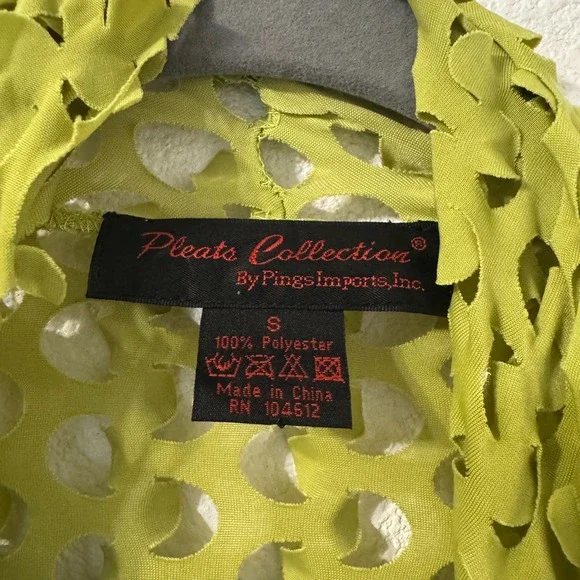 Pleats Collection®
By Pings Imports, Inc.
S
100% Polyester
Made in China
RN 104612